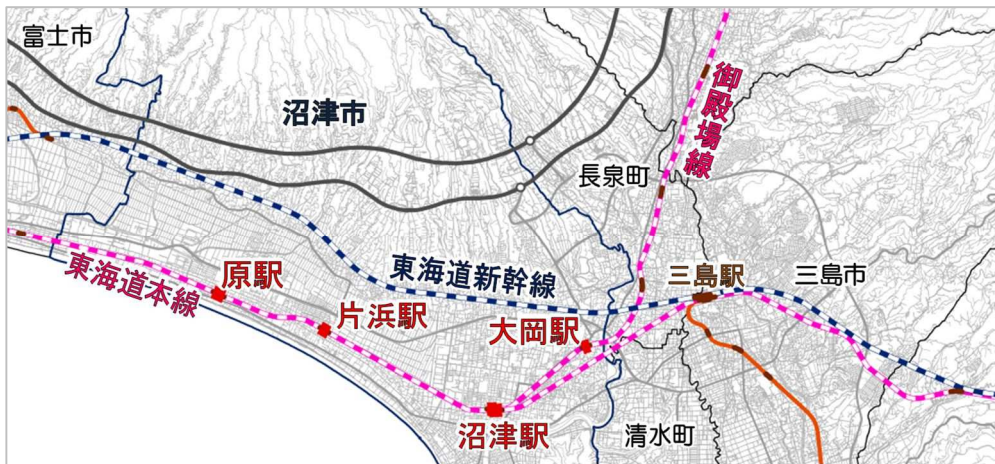 富士市
沼津市
御殿場線
長泉町
東海道新幹線
三島駅
三島市
東海道本線
原駅
片浜駅
大岡駅
沼津駅
清水町